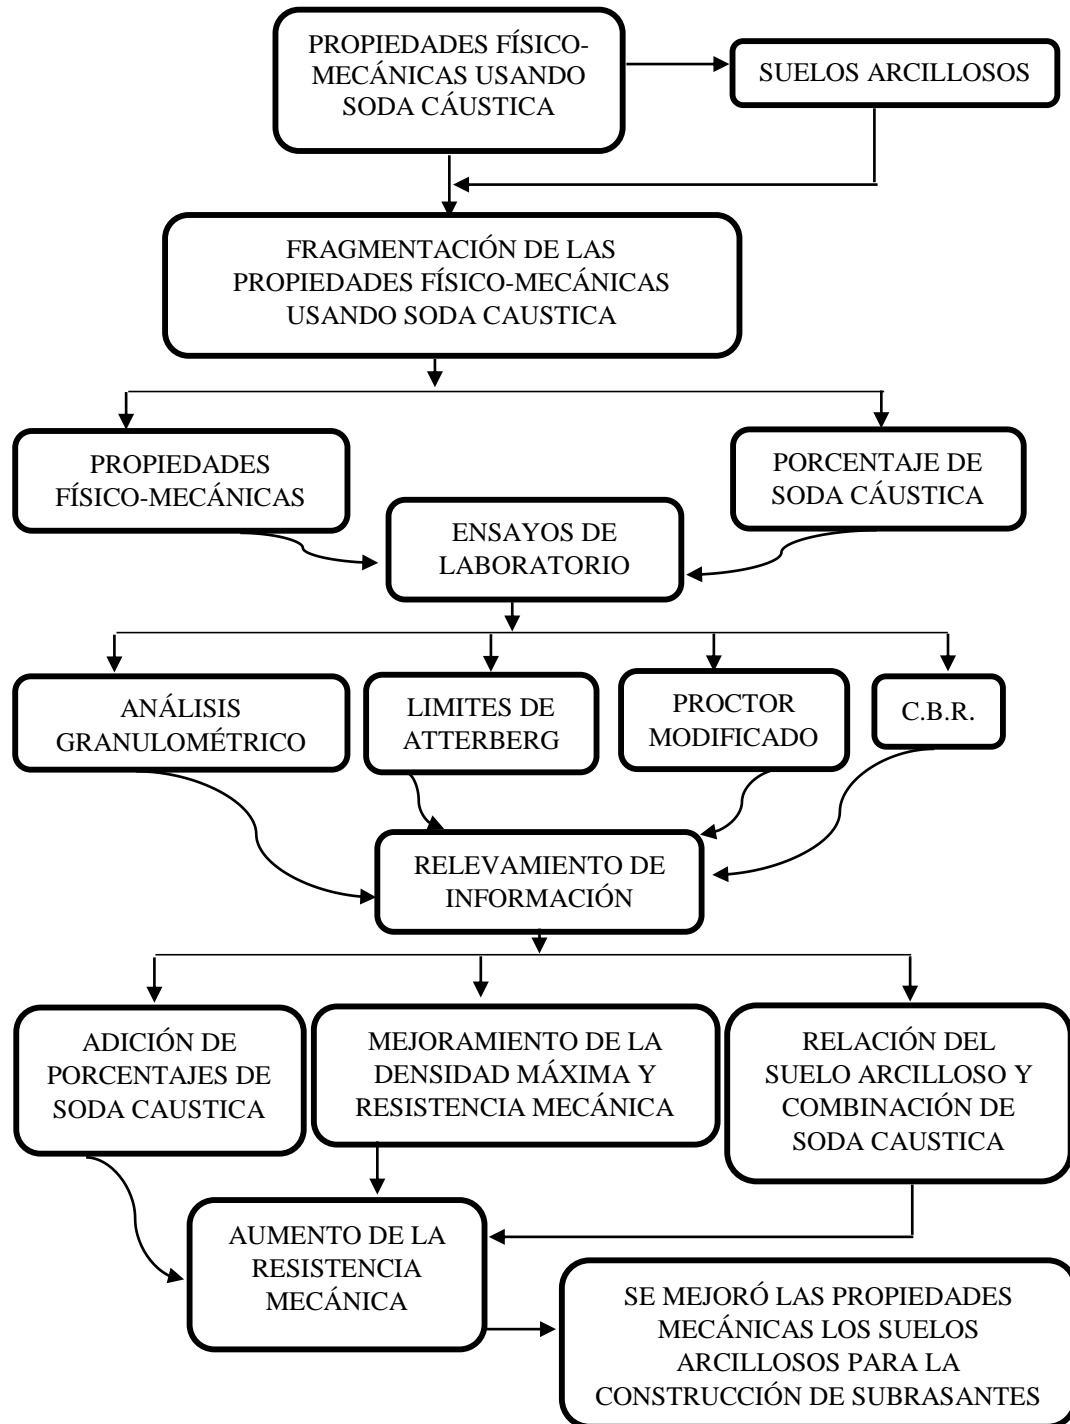 PROPIEDADES FÍSICO-
MECÁNICAS USANDO
SODA CÁUSTICA
SUELOS ARCILLOSOS
FRAGMENTACIÓN DE LAS
PROPIEDADES FÍSICO-MECÁNICAS
USANDO SODA CAUSTICA
PROPIEDADES
FÍSICO-MECÁNICAS
PORCENTAJE DE
SODA CÁUSTICA
ENSAYOS DE
LABORATORIO
ANÁLISIS
GRANULOMÉTRICO
LIMITES DE
ATTERBERG
PROCTOR
MODIFICADO
C.B.R.
RELEVAMIENTO DE
INFORMACIÓN
ADICIÓN DE
PORCENTAJES DE
SODA CAUSTICA
MEJORAMIENTO DE LA
DENSIDAD MÁXIMA Y
RESISTENCIA MECÁNICA
RELACIÓN DEL
SUELO ARCILLOSO Y
COMBINACIÓN DE
SODA CAUSTICA
AUMENTO DE LA
RESISTENCIA
MECÁNICA
SE MEJORÓ LAS PROPIEDADES
MECÁNICAS LOS SUELOS
ARCILLOSOS PARA LA
CONSTRUCCIÓN DE SUBRASANTES